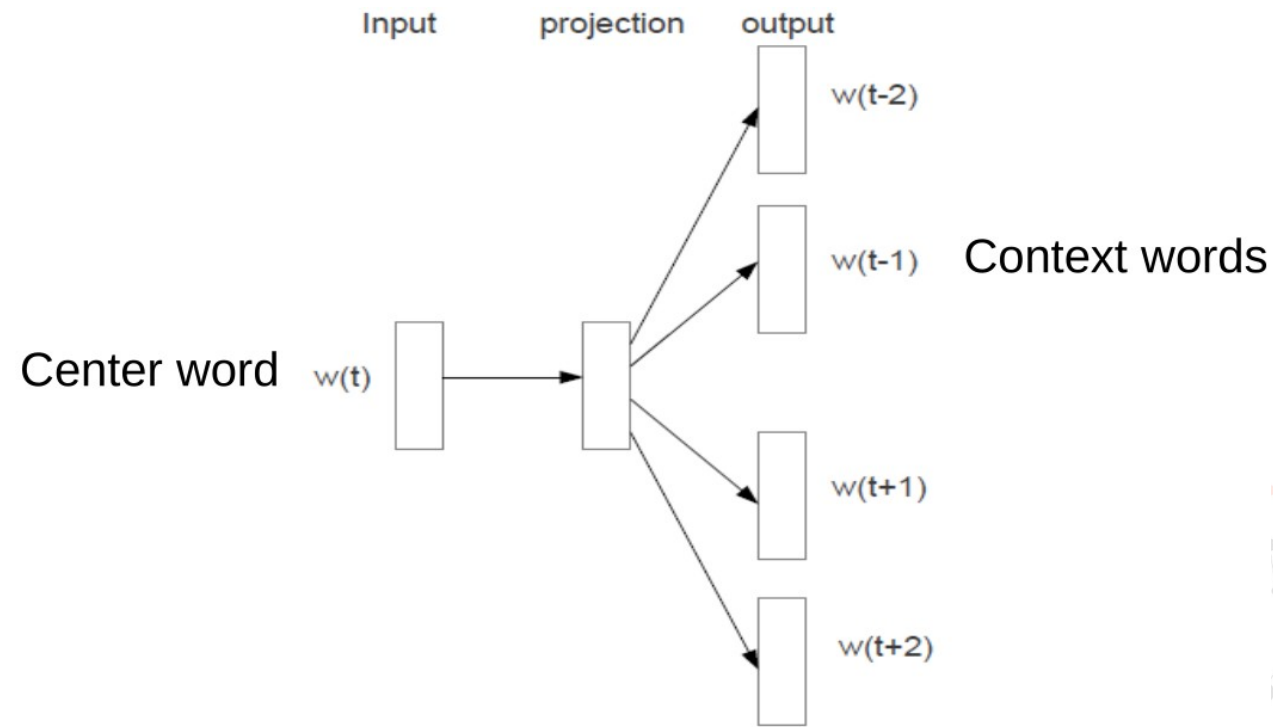 Input projection output
w(t-2)
w(t-1) Context words
Center word w(t)
w(t+1)
w(t+2)